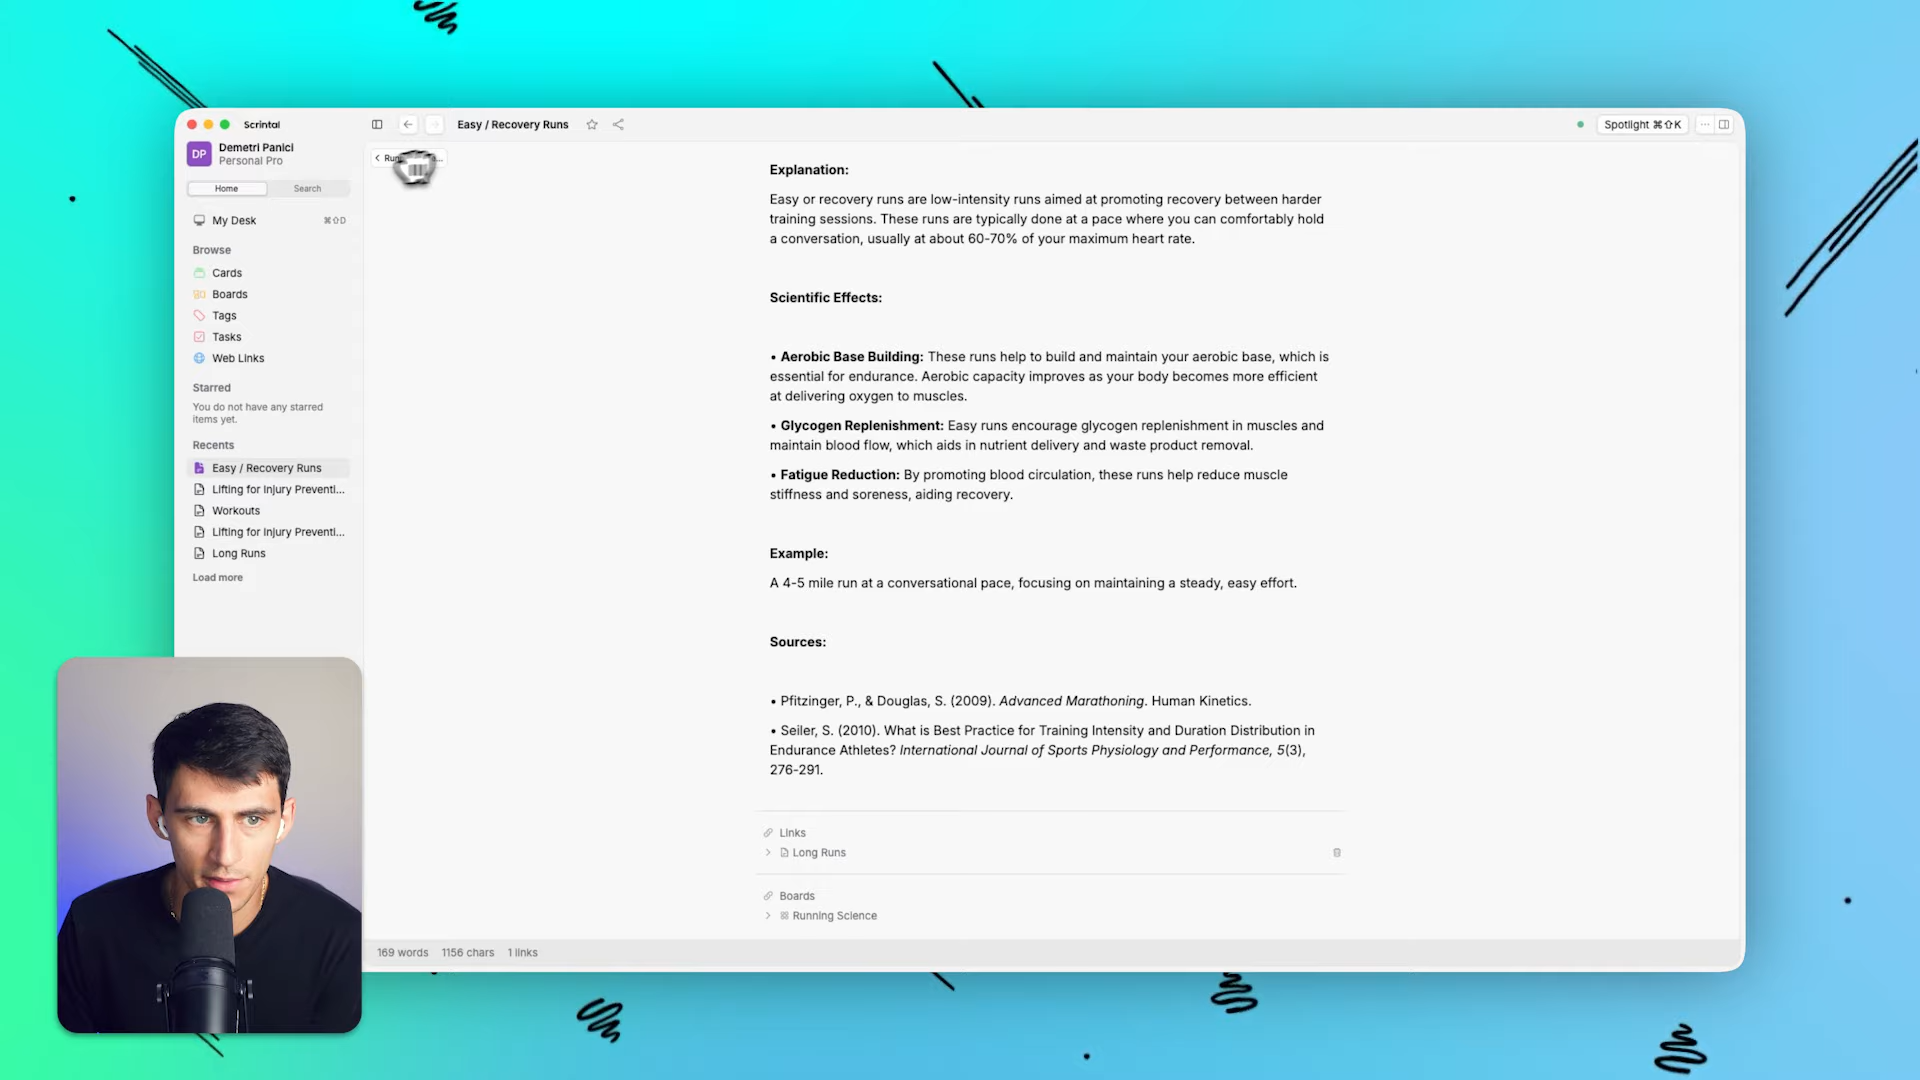 Scrintal
Easy / Recovery Runs
Spotlight ⌘⇧K
DP
Demetri Panici
Personal Pro
Home
Search
My Desk ⌘⇧D
Browse
Cards
Boards
Tags
Tasks
Web Links
Starred
You do not have any starred
items yet.
Recents
Easy / Recovery Runs
Lifting for Injury Preventi...
Workouts
Lifting for Injury Preventi...
Long Runs
Load more
Explanation:
Easy or recovery runs are low-intensity runs aimed at promoting recovery between harder
training sessions. These runs are typically done at a pace where you can comfortably hold
a conversation, usually at about 60-70% of your maximum heart rate.
Scientific Effects:
• Aerobic Base Building: These runs help to build and maintain your aerobic base, which is
essential for endurance. Aerobic capacity improves as your body becomes more efficient
at delivering oxygen to muscles.
• Glycogen Replenishment: Easy runs encourage glycogen replenishment in muscles and
maintain blood flow, which aids in nutrient delivery and waste product removal.
• Fatigue Reduction: By promoting blood circulation, these runs help reduce muscle
stiffness and soreness, aiding recovery.
Example:
A 4-5 mile run at a conversational pace, focusing on maintaining a steady, easy effort.
Sources:
• Pfitzinger, P., & Douglas, S. (2009). Advanced Marathoning. Human Kinetics.
• Seiler, S. (2010). What is Best Practice for Training Intensity and Duration Distribution in
Endurance Athletes? International Journal of Sports Physiology and Performance, 5(3),
276-291.
Links
Long Runs
Boards
Running Science
169 words 1156 chars 1 links